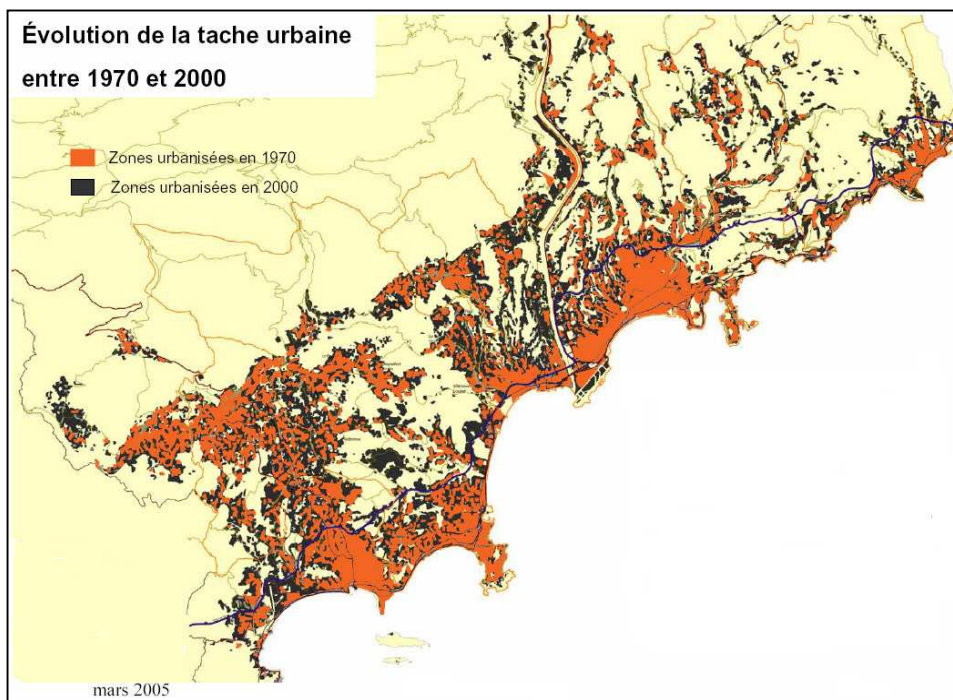 Évolution de la tache urbaine
entre 1970 et 2000
Zones urbanisées en 1970
Zones urbanisées en 2000
mars 2005